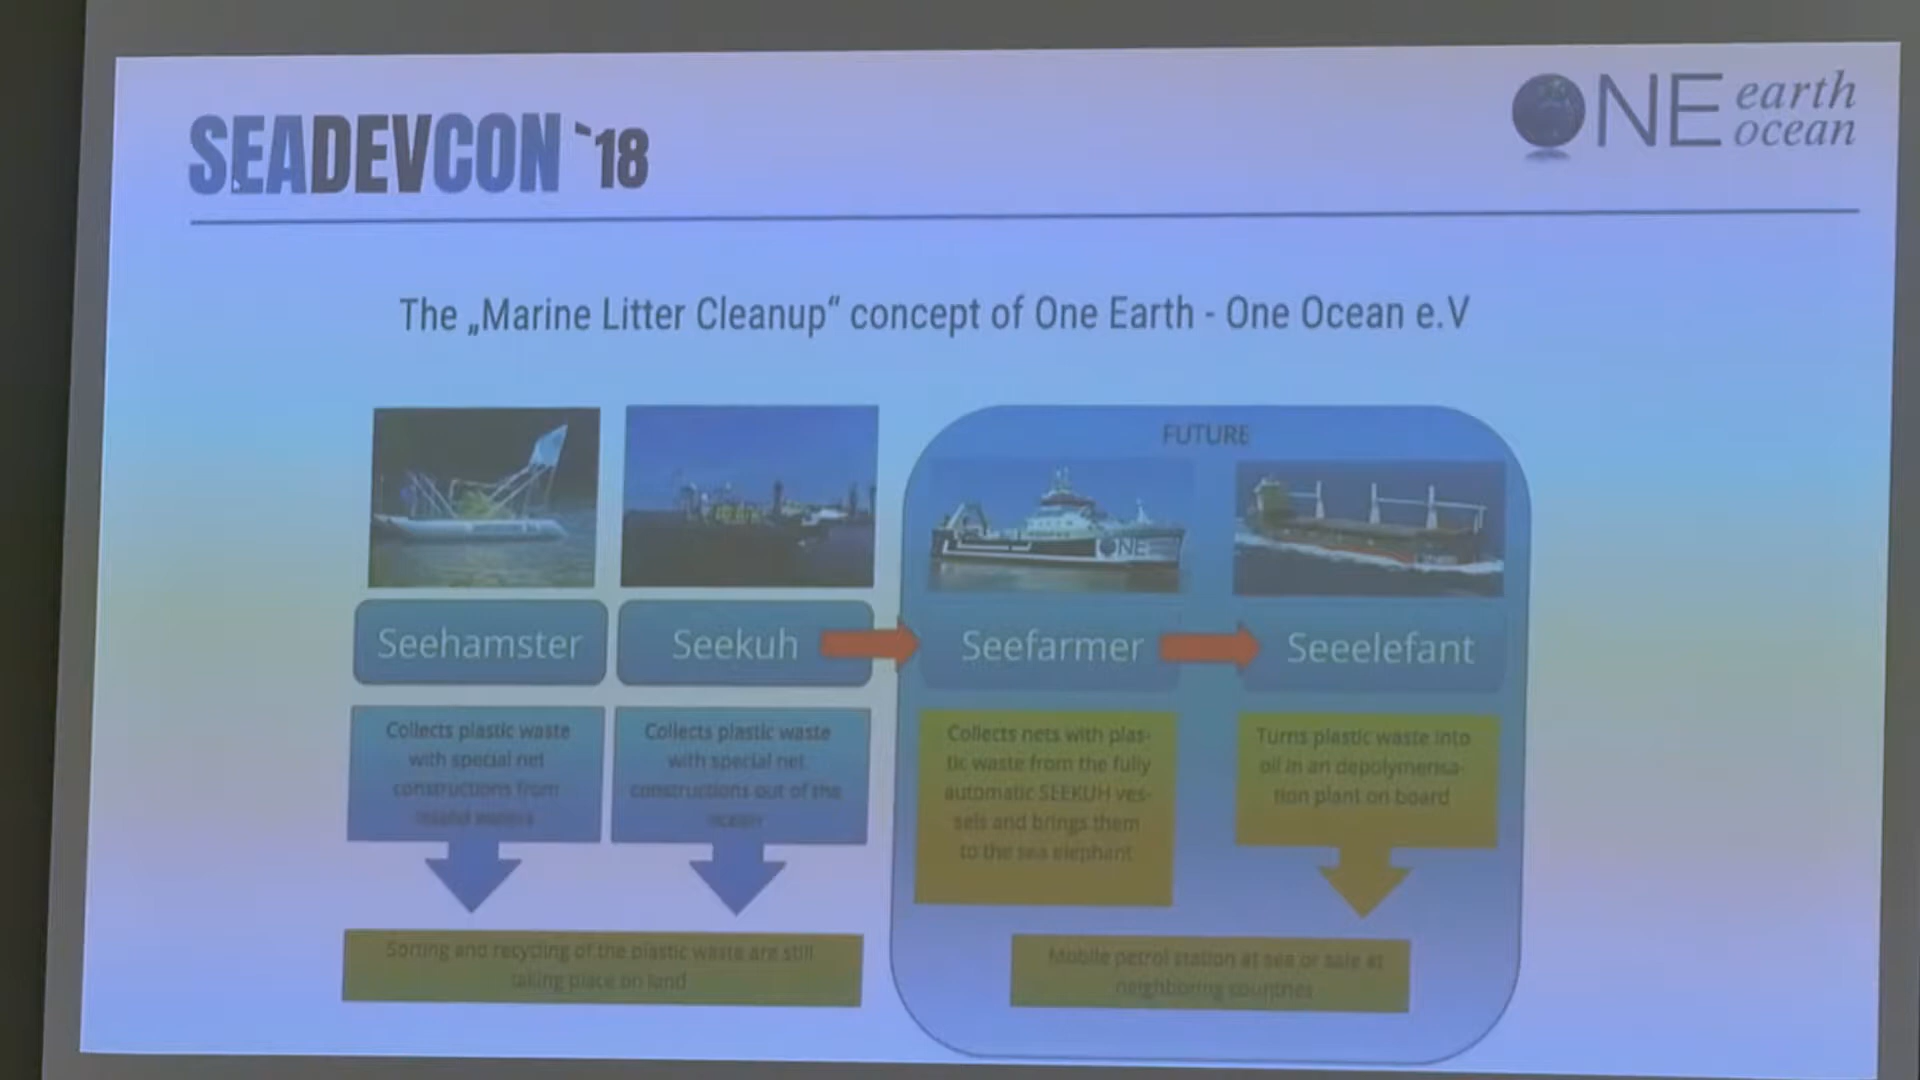 SEADEVCON `18
ONE earth
ocean
The „Marine Litter Cleanup“ concept of One Earth - One Ocean e.V
FUTURE
ONE
Seehamster
Seekuh
Seefarmer
Seeelefant
Collects plastic waste
with special net
constructions from
Collects plastic waste
with special net
constructions out of the
ocean
Collects nets with plas-
tic waste from the fully
automatic SEEKUH ves-
sels and brings them
to the sea elephant
Turns plastic waste into
oil in an depolymerisa-
tion plant on board
Sorting and recycling of the plastic waste are still
taking place on land
Mobile petrol station at sea or sale at
neighboring countries